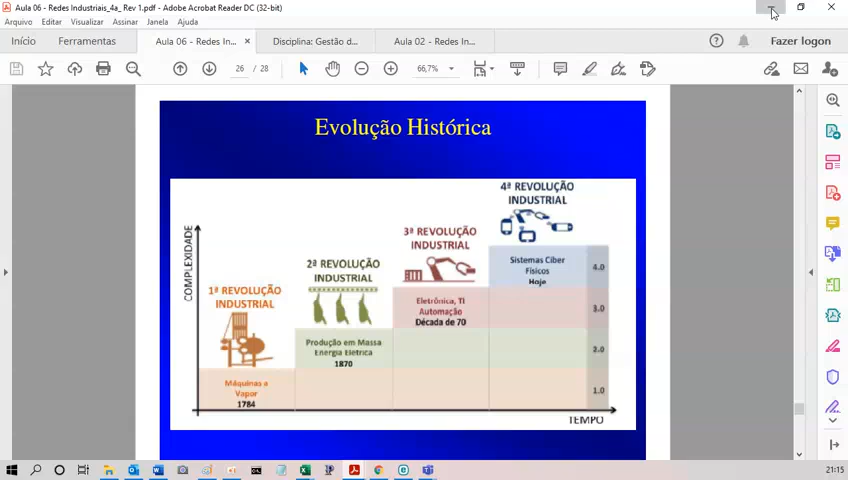 Aula 06 - Redes Industriais_4a_ Rev 1.pdf - Adobe Acrobat Reader DC (32-bit)
Arquivo Editar Visualizar Assinar Janela Ajuda
Início Ferramentas Aula 06 - Redes In... × Disciplina: Gestão d... Aula 02 - Redes In... Fazer logon
26 / 28 66,7%
Evolução Histórica
4ª REVOLUÇÃO
INDUSTRIAL
3ª REVOLUÇÃO
INDUSTRIAL
2ª REVOLUÇÃO
INDUSTRIAL
1ª REVOLUÇÃO
INDUSTRIAL
COMPLEXIDADE
Sistemas Ciber
Físicos
Hoje
4.0
Eletrônica, TI
Automação
Década de 70
3.0
Produção em Massa
Energia Elétrica
1870
2.0
Máquinas a
Vapor
1784
1.0
TEMPO
21:15